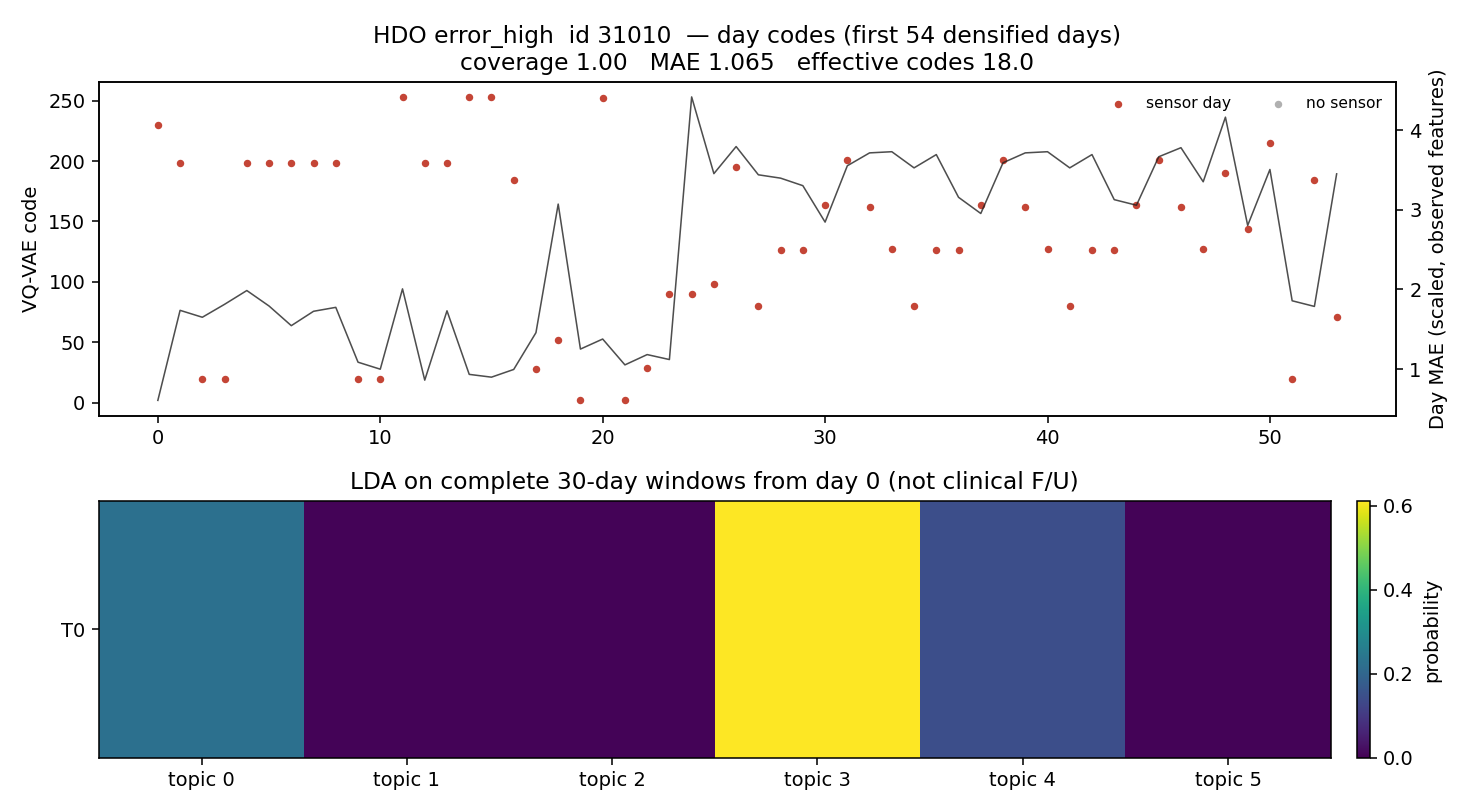 HDO error_high  id 31010  — day codes (first 54 densified days)
coverage 1.00   MAE 1.065   effective codes 18.0
sensor day
no sensor
VQ-VAE code
250
200
150
100
50
0
4
3
2
1
Day MAE (scaled, observed features)
0
10
20
30
40
50
LDA on complete 30-day windows from day 0 (not clinical F/U)
T0
topic 0
topic 1
topic 2
topic 3
topic 4
topic 5
0.6
0.4
0.2
0.0
probability